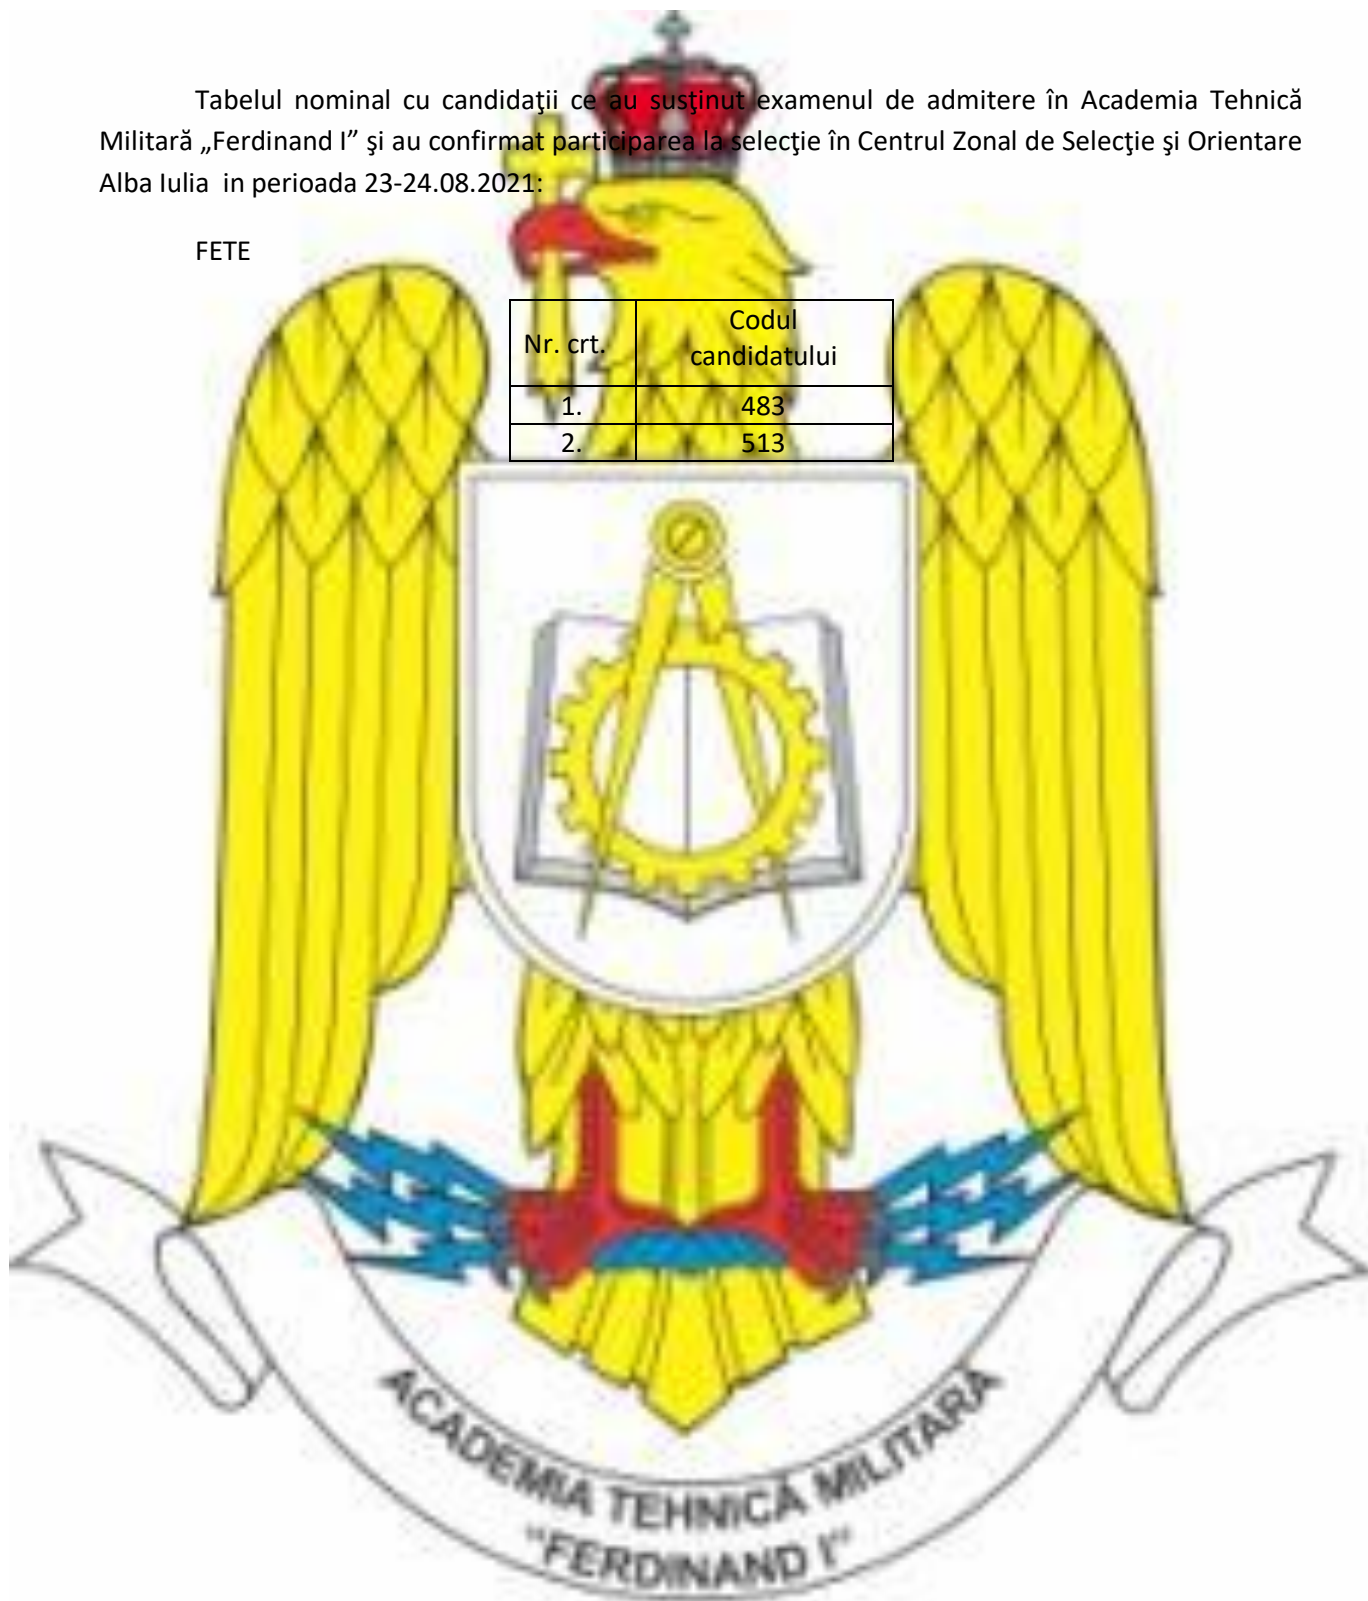 Tabelul nominal cu candidaţii ce au susţinut examenul de admitere în Academia Tehnică
Militară „Ferdinand I” şi au confirmat participarea la selecţie în Centrul Zonal de Selecţie şi Orientare
Alba Iulia  in perioada 23-24.08.2021:
FETE
Nr. crt. Codul candidatului
1. 483
2. 513
ACADEMIA TEHNICĂ MILITARĂ
"FERDINAND I"